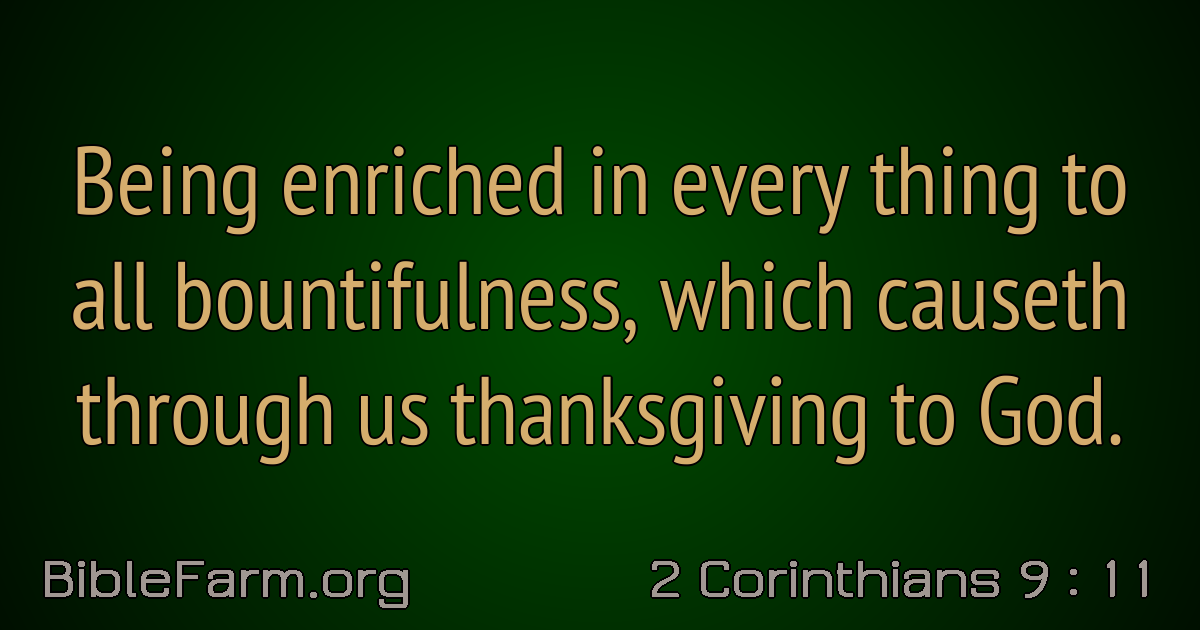 Being enriched in every thing to
all bountifulness, which causeth
through us thanksgiving to God.
BibleFarm.org
2 Corinthians 9 : 11